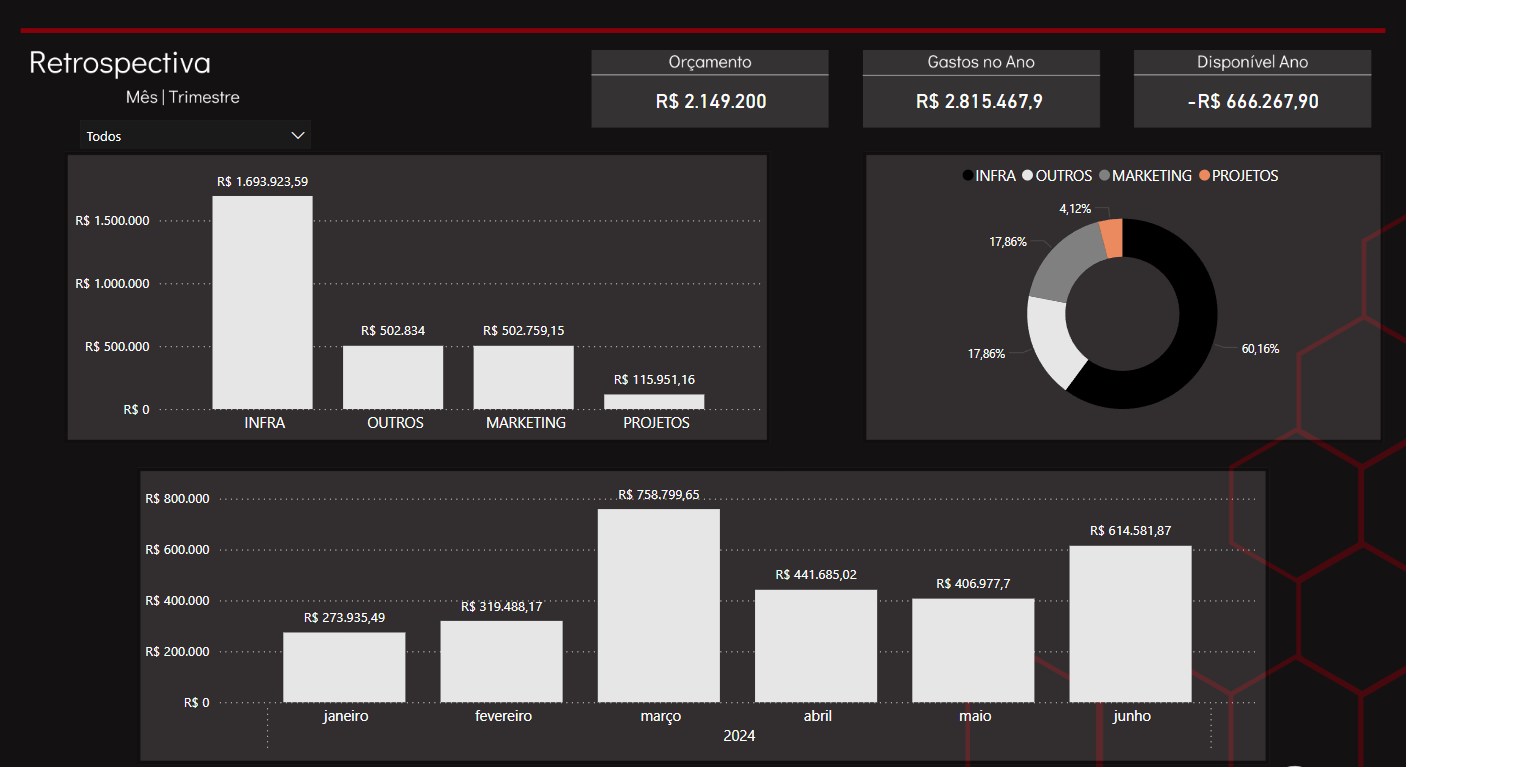 Retrospectiva
Mês | Trimestre
Todos
Orçamento
R$ 2.149.200
Gastos no Ano
R$ 2.815.467,9
Disponível Ano
-R$ 666.267,90
R$ 1.693.923,59
R$ 1.500.000
R$ 1.000.000
R$ 502.834
R$ 502.759,15
R$ 500.000
R$ 115.951,16
R$ 0
INFRA
OUTROS
MARKETING
PROJETOS
INFRA OUTROS MARKETING PROJETOS
4,12%
17,86%
17,86%
60,16%
R$ 800.000
R$ 758.799,65
R$ 614.581,87
R$ 600.000
R$ 441.685,02
R$ 406.977,7
R$ 400.000
R$ 319.488,17
R$ 273.935,49
R$ 200.000
R$ 0
janeiro
fevereiro
março
abril
maio
junho
2024